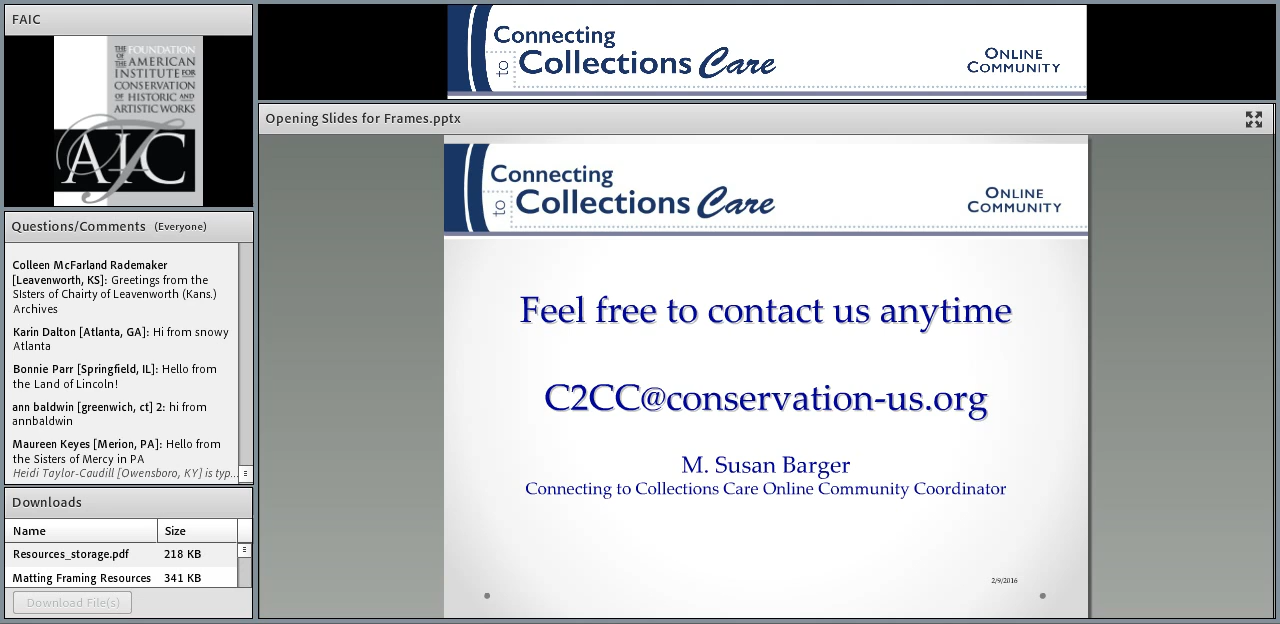 FAIC
THE FOUNDATION
OF THE AMERICAN
INSTITUTE FOR
CONSERVATION
OF HISTORIC AND
ARTISTIC WORKS
FAIC
Questions/Comments (Everyone)
Colleen McFarland Rademaker
[Leavenworth, KS]: Greetings from the
SIsters of Chairty of Leavenworth (Kans.)
Archives
Karin Dalton [Atlanta, GA]: Hi from snowy
Atlanta
Bonnie Parr [Springfield, IL]: Hello from
the Land of Lincoln!
ann baldwin [greenwich, ct] 2: hi from
annbaldwin
Maureen Keyes [Merion, PA]: Hello from
the Sisters of Mercy in PA
Heidi Taylor-Caudill [Owensboro, KY] is typ...
Downloads
Name Size
Resources_storage.pdf 218 KB
Matting Framing Resources 341 KB
Download File(s)
Connecting
to Collections Care
ONLINE
COMMUNITY
Opening Slides for Frames.pptx
Connecting
to Collections Care
ONLINE
COMMUNITY
Feel free to contact us anytime
C2CC@conservation-us.org
M. Susan Barger
Connecting to Collections Care Online Community Coordinator
2/9/2016